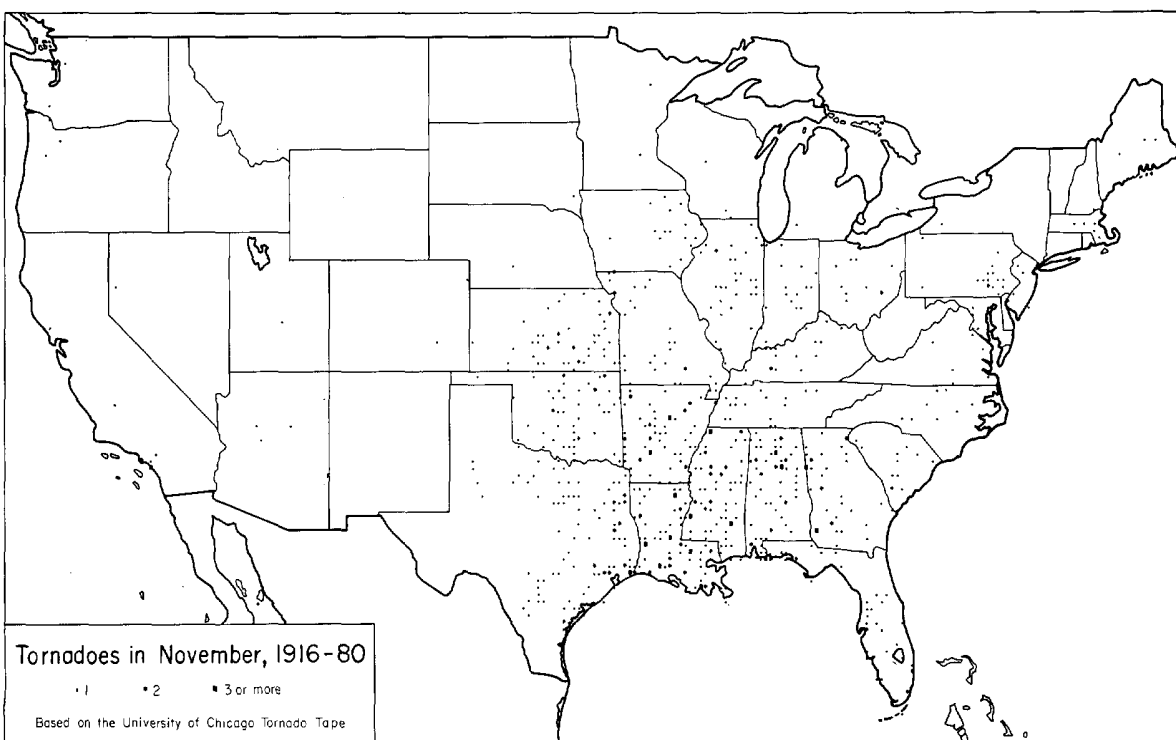 Tornadoes in November, 1916-80
1 2 3 or more
Based on the University of Chicago Tornado Tape